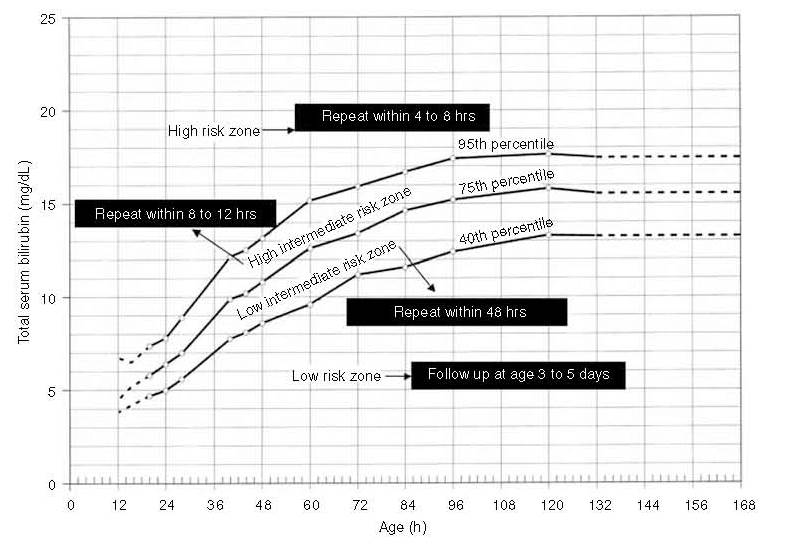 25
20
15
10
5
0
Total serum bilirubin (mg/dL)
Repeat within 4 to 8 hrs
High risk zone
95th percentile
75th percentile
High intermediate risk zone
Repeat within 8 to 12 hrs
40th percentile
Low intermediate risk zone
Repeat within 48 hrs
Low risk zone
Follow up at age 3 to 5 days
0 12 24 36 48 60 72 84 96 108 120 132 144 156 168
Age (h)